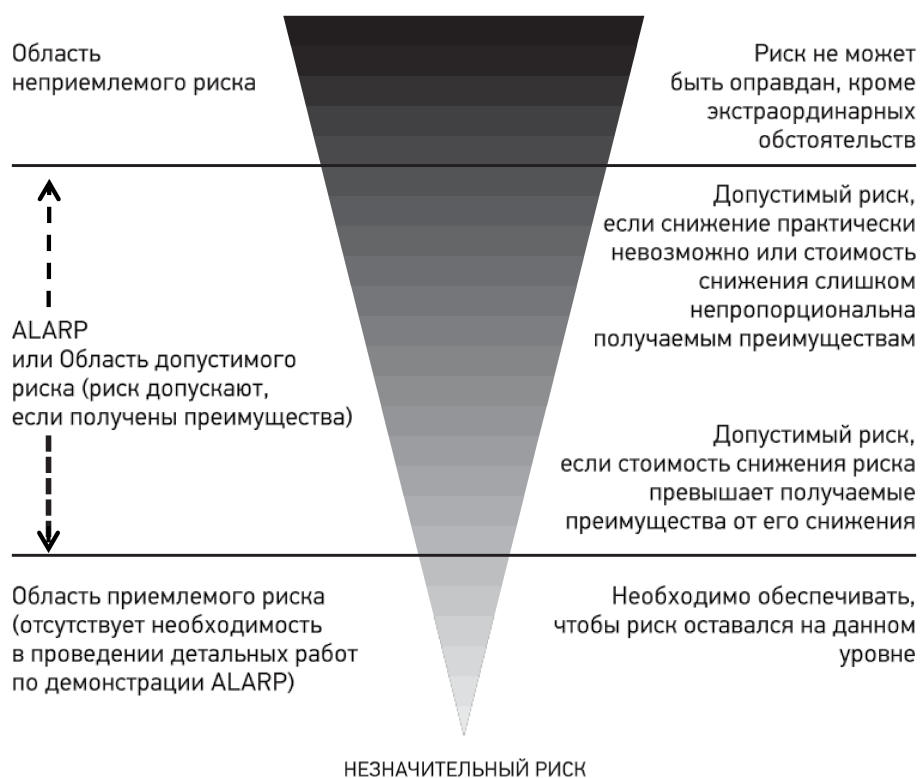 Область
неприемлемого риска
Риск не может
быть оправдан, кроме
экстраординарных
обстоятельств
ALARP
или Область допустимого
риска (риск допускают,
если получены преимущества)
Допустимый риск,
если снижение практически
невозможно или стоимость
снижения слишком
непропорциональна
получаемым преимуществам
Допустимый риск,
если стоимость снижения риска
превышает получаемые
преимущества от его снижения
Область приемлемого риска
(отсутствует необходимость
в проведении детальных работ
по демонстрации ALARP)
Необходимо обеспечивать,
чтобы риск оставался на данном
уровне
НЕЗНАЧИТЕЛЬНЫЙ РИСК